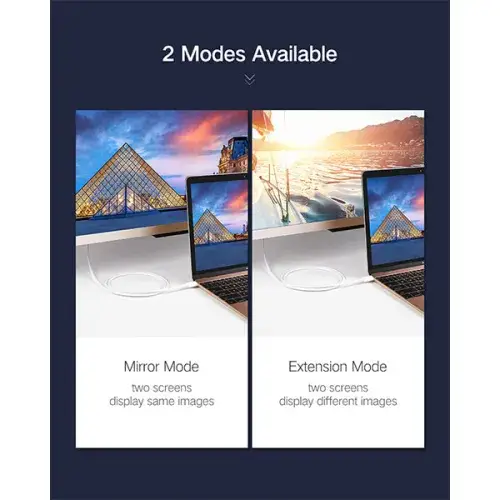 2 Modes Available
Mirror Mode
two screens
display same images
Extension Mode
two screens
display different images